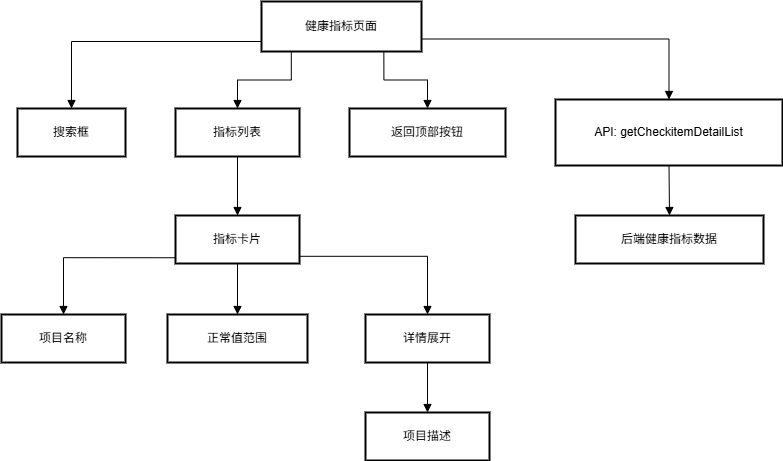 健康指标页面
搜索框
指标列表
返回顶部按钮
API: getCheckitemDetailList
指标卡片
后端健康指标数据
项目名称
正常值范围
详情展开
项目描述